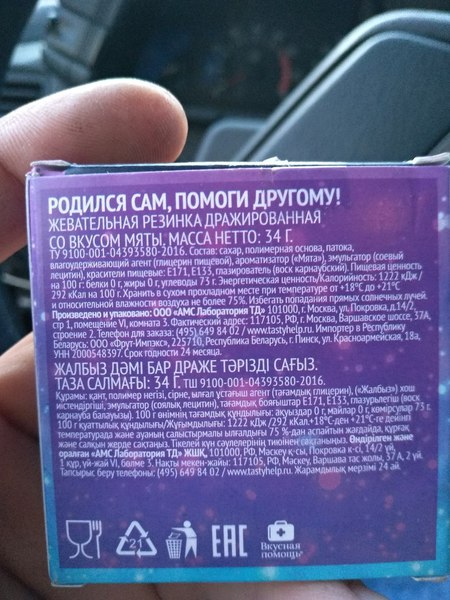 РОДИЛСЯ САМ, ПОМОГИ ДРУГОМУ!
ЖЕВАТЕЛЬНАЯ РЕЗИНКА ДРАЖИРОВАННАЯ
СО ВКУСОМ МЯТЫ, МАССА НЕТТО: 34 Г.
ТУ 9100-001-04393580-2016. Состав: сахар, полимерная основа, патока,
влагоудерживающий агент (глицерин пищевой), ароматизатор («Мята»), эмульгатор (соевый
лецитин), красители пищевые: Е171, Е133, глазирователь (воск карнаубский). Пищевая ценность
на 100 г: белки 0 г, жиры 0 г, углеводы 73 г. Энергетическая ценность/Калорийность: 1222 кДж /
292 кКал на 100 г. Хранить в сухом прохладном месте при температуре от +18°С до +21°С
и относительной влажности воздуха не более 75%. Избегать попадания прямых солнечных лучей.
Произведено и упаковано: ООО «АМС Лаборатория ТД» 101000, г. Москва, ул.Покровка, д.14/2,
стр 1, помещение VI, комната 3. Фактический адрес: 117105, РФ, г. Москва, Варшавское шоссе, 37А,
строение 2. Телефон для заказа: (495) 649 84 02 / www.tastyhelp.ru. Импортер в Республику
Беларусь: ООО «Фрут-Импэкс», 225710, Республика Беларусь, г. Пинск, ул. Красноармейская, 18а,
УНН 2000548397. Срок годности 24 месяца.
ЖАЛБЫЗ ДӘМІ БАР ДРАЖЕ ТӘРІЗДІ САҒЫЗ.
ТАЗА САЛМАҒЫ: 34 Г. ТШ 9100-001-04393580-2016.
Құрамы: қант, полимер негізі, сірне, ылғал ұстағыш агент (тағамдық глицерин), («Жалбыз») хош
истендіргіш, эмульгатор (соялық лецитин), тағамдық бояғыштар Е171, Е133, глазурьлегіш (воск
карнауба балауызы). 100 г өнімнің тағамдық құндылығы: ақуыздар 0 г, майлар 0 г, көмірсулар 73 г.
100 г қуаттылық құндылығы/Жұғымдылығы: 1222 кДж /292 кКал.+18°С-ден +21°С-ге дейінгі
температурада және ауаның салыстырмалы ылғалдығы 75 %-дан аспайтын жағдайда, құрғақ,
және салқын жерде сақтаңыз. Тікелей күн сәулелерінің тиюінен сақтаңыз. Өндірілген және
оралған «АМС Лаборатория ТД» ЖШҚ, 101000, РФ, Мәскеу қ., Покровка к-сі, 14/2 үй,
1 құр, үй-жай VI, бөлме 3. Нақты мекен-жайы: 117105, РФ, Мәскеу, Варшава тас жолы, 37 А, 2 үй.
Тапсырыс беру телефоны: (495) 649 84 02 / www.tastyhelp.ru. Жарамдылық мерзімі 24 ай.
21
EAC
Вкусная
помощь